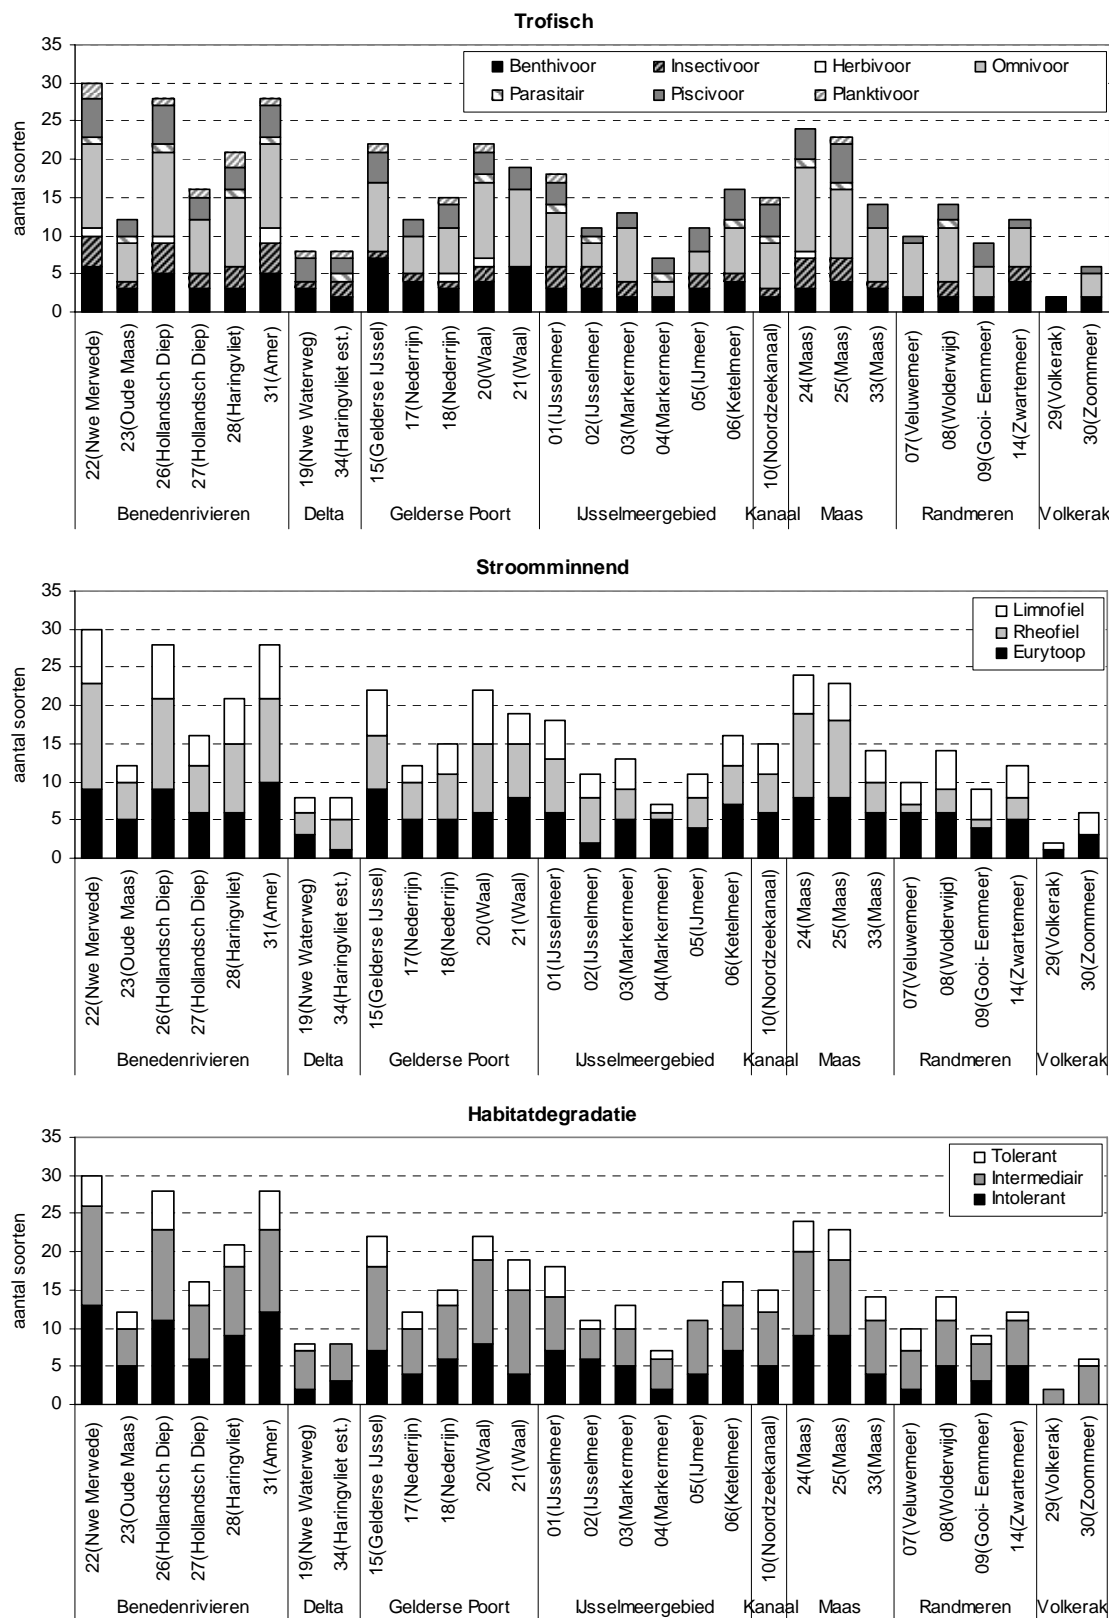 Trofisch
aantal soorten
35
30
25
20
15
10
5
0
Benthivoor Insectivoor Herbivoor Omnivoor
Parasitair Piscivoor Planktivoor
22(Nwe Merwede)
23(Oude Maas)
26(Hollandsch Diep)
27(Hollandsch Diep)
28(Haringvliet)
31(Amer)
19(Nwe Waterweg)
34(Haringvliet est.)
15(Gelderse IJssel)
17(Nederrijn)
18(Nederrijn)
20(Waal)
21(Waal)
01(IJsselmeer)
02(IJsselmeer)
03(Markermeer)
04(Markermeer)
05(IJmeer)
06(Ketelmeer)
10(Noordzeekanaal)
24(Maas)
25(Maas)
33(Maas)
07(Veluwemeer)
08(Wolderwijd)
09(Gooi- Eemmeer)
14(Zwartemeer)
29(Volkerak)
30(Zoommeer)
Benedenrivieren Delta Gelderse Poort IJsselmeergebied Kanaal Maas Randmeren Volkerak
Stroomminnend
aantal soorten
35
30
25
20
15
10
5
0
Limnofiel
Rheofiel
Eurytoop
22(Nwe Merwede)
23(Oude Maas)
26(Hollandsch Diep)
27(Hollandsch Diep)
28(Haringvliet)
31(Amer)
19(Nwe Waterweg)
34(Haringvliet est.)
15(Gelderse IJssel)
17(Nederrijn)
18(Nederrijn)
20(Waal)
21(Waal)
01(IJsselmeer)
02(IJsselmeer)
03(Markermeer)
04(Markermeer)
05(IJmeer)
06(Ketelmeer)
10(Noordzeekanaal)
24(Maas)
25(Maas)
33(Maas)
07(Veluwemeer)
08(Wolderwijd)
09(Gooi- Eemmeer)
14(Zwartemeer)
29(Volkerak)
30(Zoommeer)
Benedenrivieren Delta Gelderse Poort IJsselmeergebied Kanaal Maas Randmeren Volkerak
Habitatdegradatie
aantal soorten
35
30
25
20
15
10
5
0
Tolerant
Intermediair
Intolerant
22(Nwe Merwede)
23(Oude Maas)
26(Hollandsch Diep)
27(Hollandsch Diep)
28(Haringvliet)
31(Amer)
19(Nwe Waterweg)
34(Haringvliet est.)
15(Gelderse IJssel)
17(Nederrijn)
18(Nederrijn)
20(Waal)
21(Waal)
01(IJsselmeer)
02(IJsselmeer)
03(Markermeer)
04(Markermeer)
05(IJmeer)
06(Ketelmeer)
10(Noordzeekanaal)
24(Maas)
25(Maas)
33(Maas)
07(Veluwemeer)
08(Wolderwijd)
09(Gooi- Eemmeer)
14(Zwartemeer)
29(Volkerak)
30(Zoommeer)
Benedenrivieren Delta Gelderse Poort IJsselmeergebied Kanaal Maas Randmeren Volkerak